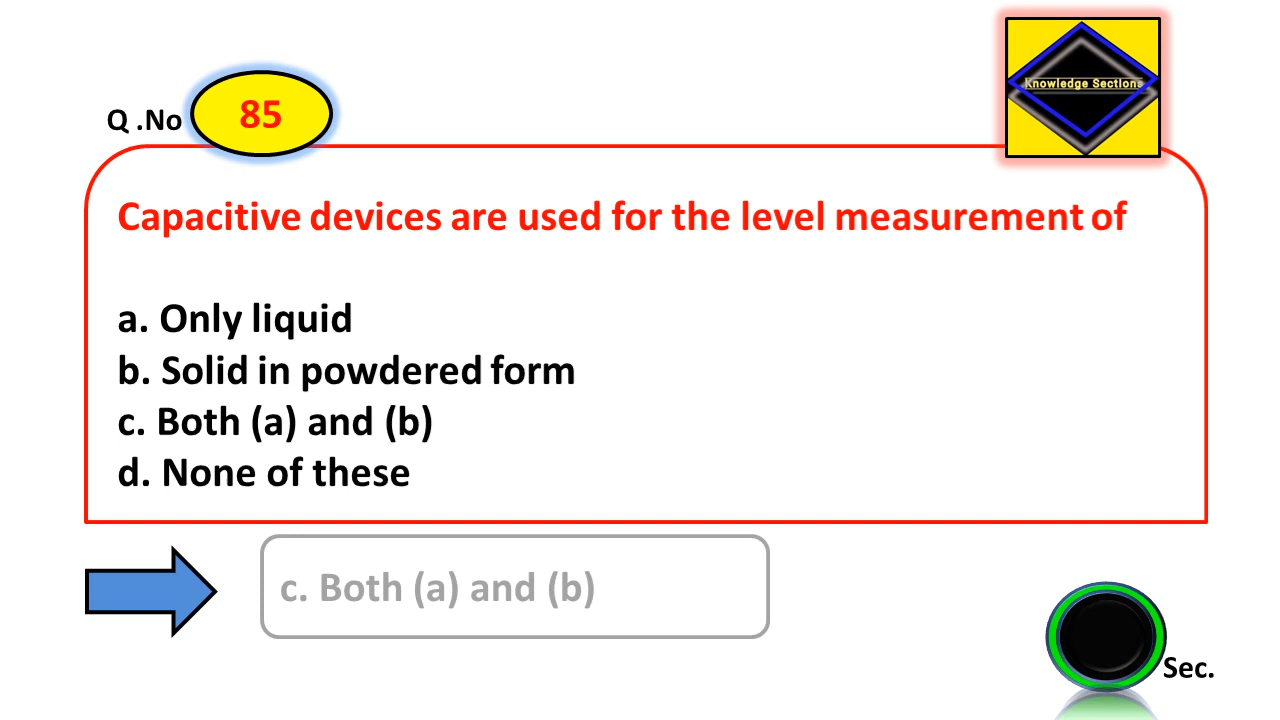 Knowledge Sections
Q .No 85
Capacitive devices are used for the level measurement of
a. Only liquid
b. Solid in powdered form
c. Both (a) and (b)
d. None of these
c. Both (a) and (b)
Sec.